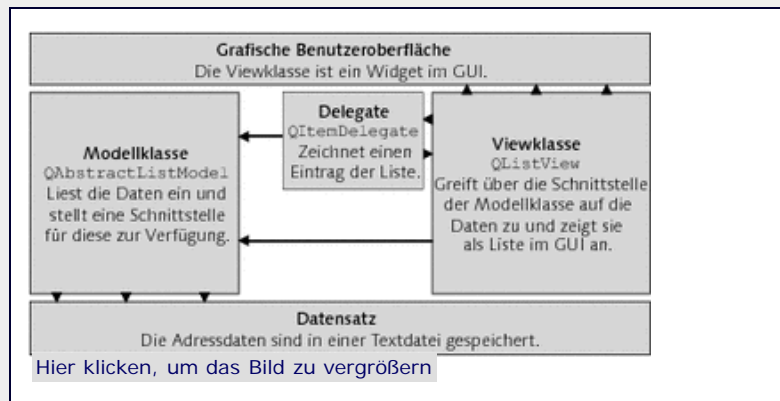 Grafische Benutzeroberfläche
Die Viewklasse ist ein Widget im GUI.
Modellklasse
QAbstractListModel
Liest die Daten ein und
stellt eine Schnittstelle
für diese zur Verfügung.
Delegate
QItemDelegate
Zeichnet einen
Eintrag der Liste.
Viewklasse
QListView
Greift über die Schnittstelle
der Modellklasse auf die
Daten zu und zeigt sie
als Liste im GUI an.
Datensatz
Die Adressdaten sind in einer Textdatei gespeichert.
Hier klicken, um das Bild zu vergrößern